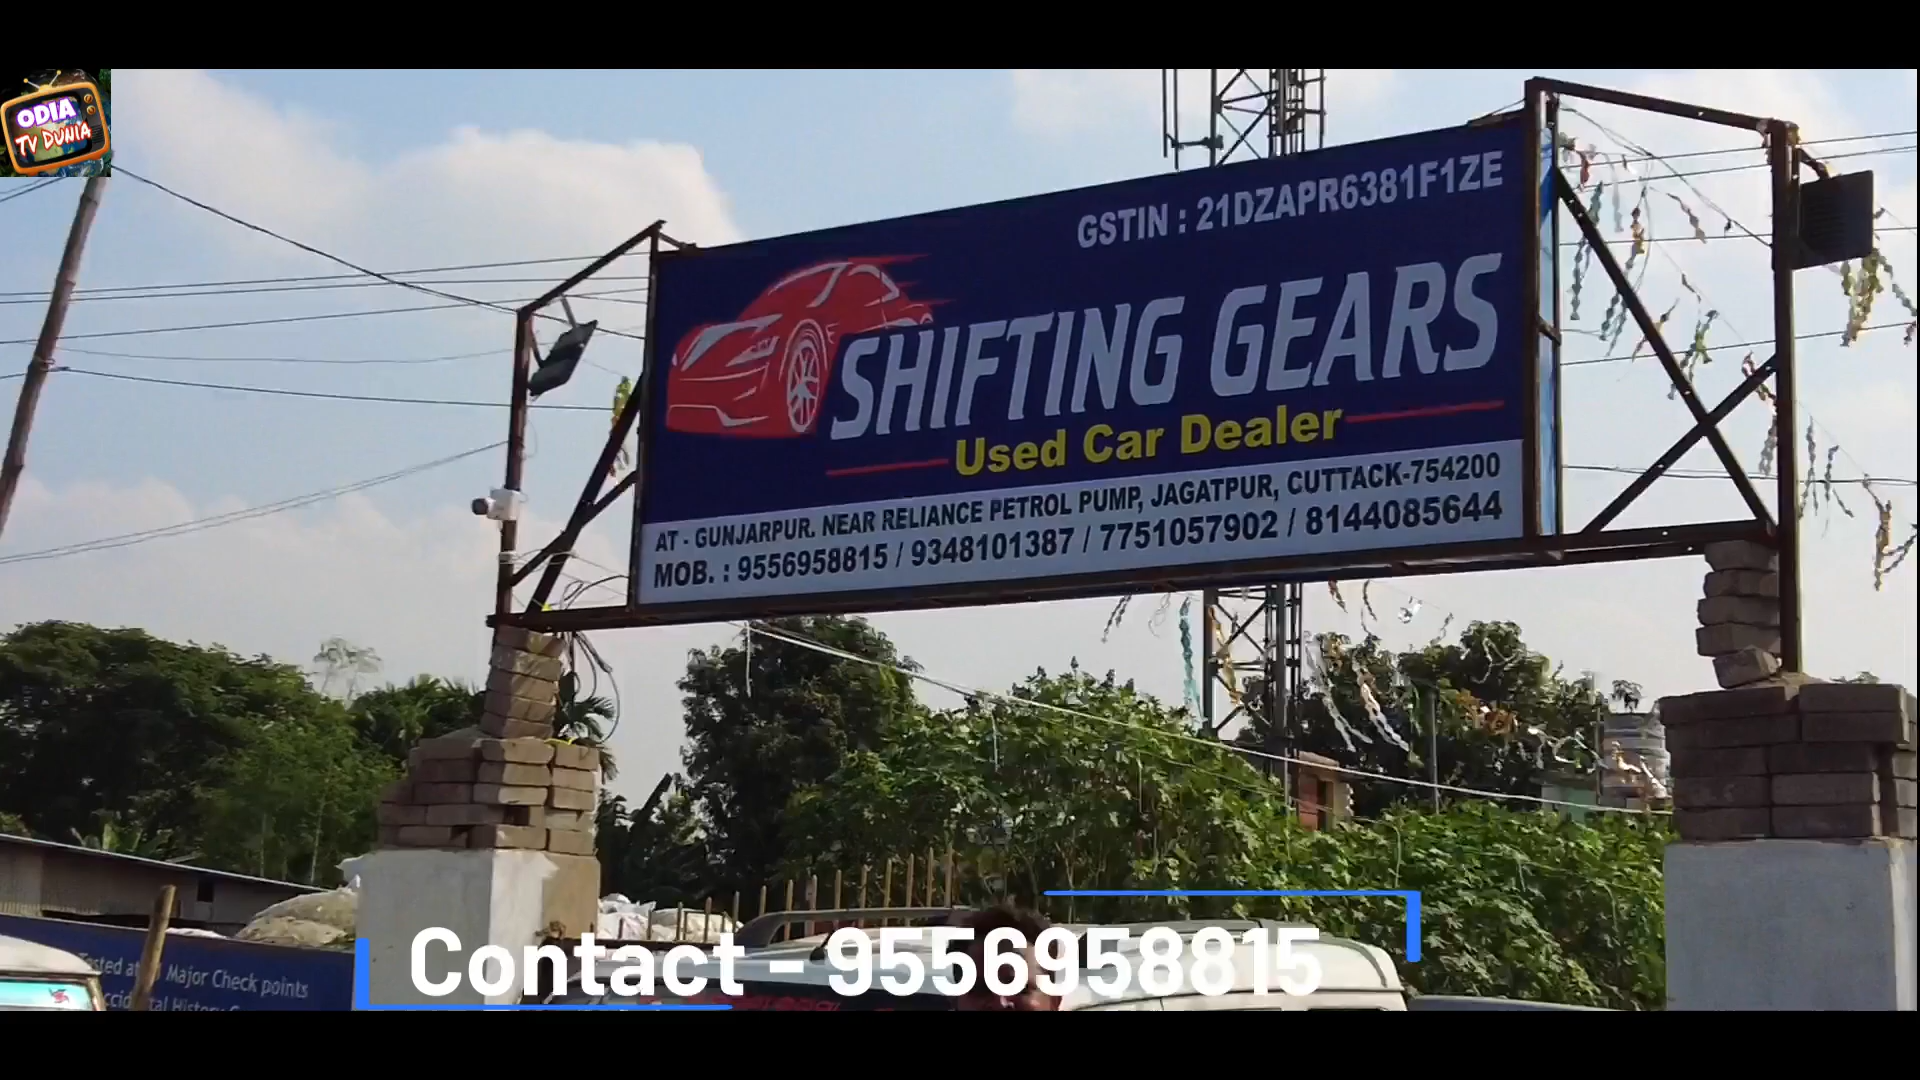 ODIA
TV DUNIA
GSTIN : 21DZAPR6381F1ZE
SHIFTING GEARS
Used Car Dealer
AT - GUNJARPUR. NEAR RELIANCE PETROL PUMP, JAGATPUR, CUTTACK-754200
MOB. : 9556958815 / 9348101387 / 7751057902 / 8144085644
Major Check points
Contact - 9556958815